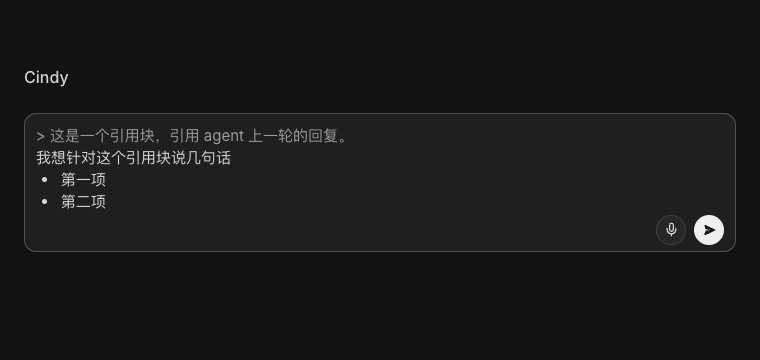 Cindy
> 这是一个引用块，引用 agent 上一轮的回复。
我想针对这个引用块说几句话
• 第一项
• 第二项